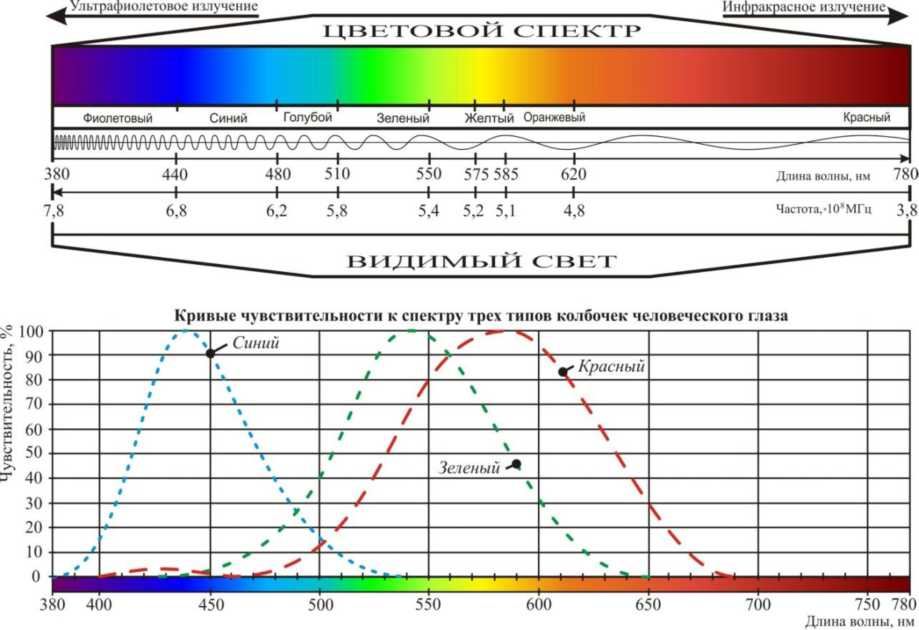 Ультрафиолетовое излучение Инфракрасное излучение
ЦВЕТОВОЙ СПЕКТР
Фиолетовый Синий Голубой Зеленый Желтый Оранжевый Красный
380 440 480 510 550 575 585 620 Длина волны, нм 780
7,8 6,8 6,2 5,8 5,4 5,2 5,1 4,8 Частота,·10⁸МГц 3,8
ВИДИМЫЙ СВЕТ
Кривые чувствительности к спектру трех типов колбочек человеческого глаза
Чувствительность, %
100
90
80
70
60
50
40
30
20
10
0
Синий
Красный
Зеленый
380 400 450 500 550 600 650 700 750 780
Длина волны, нм